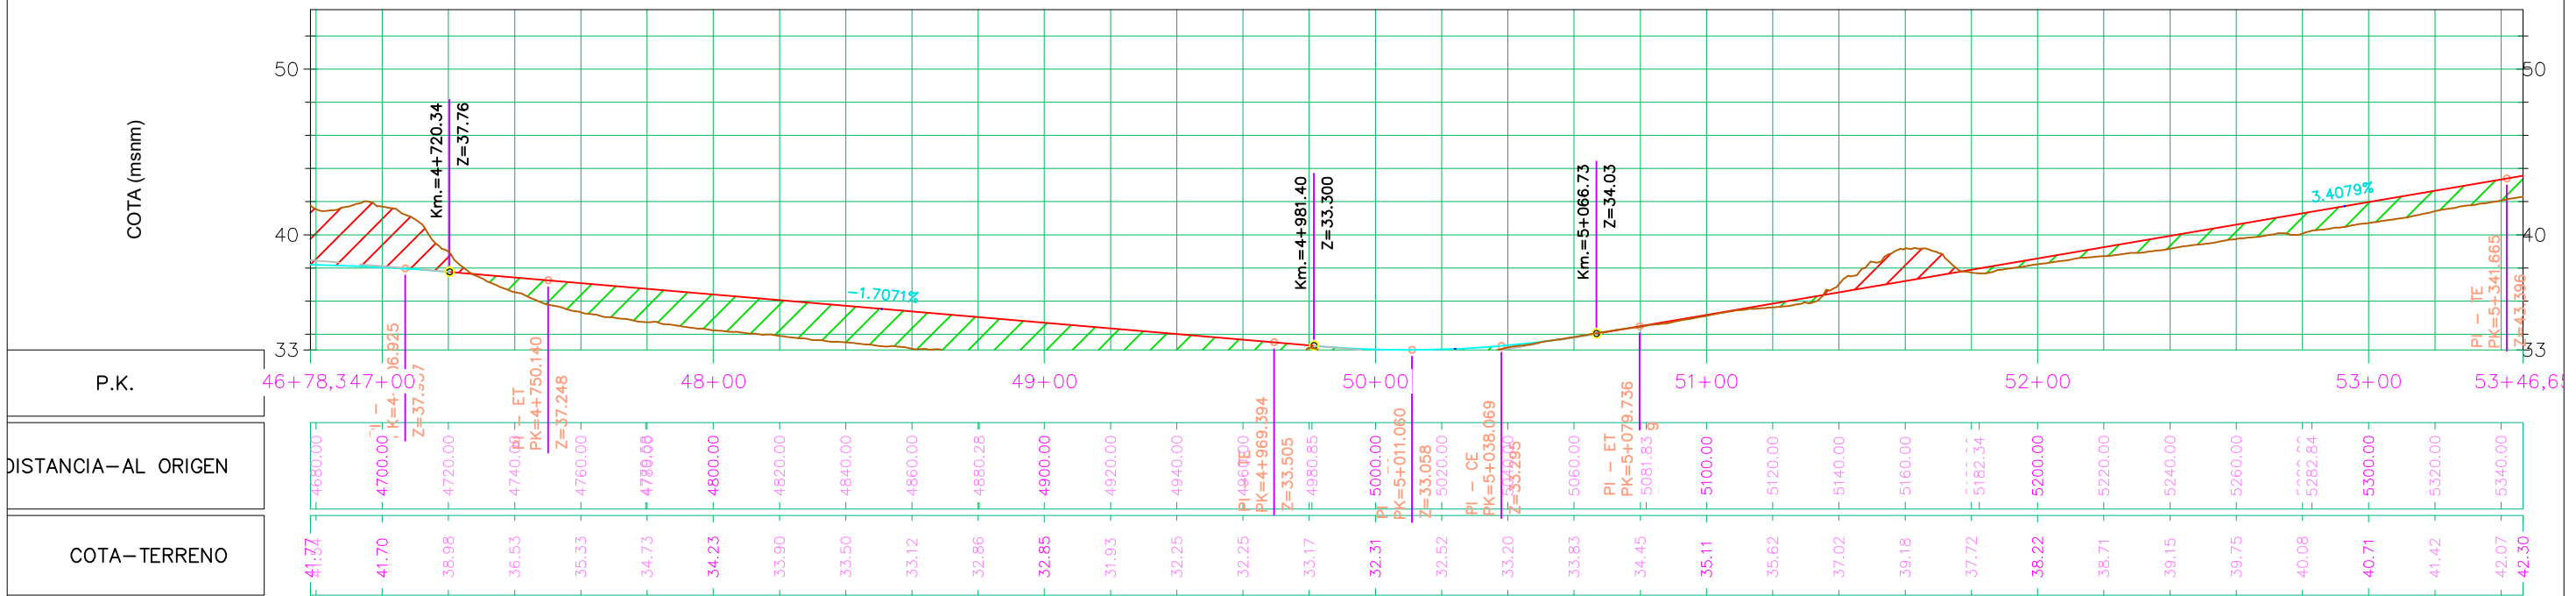 COTA (msnm)
50
40
33
50
40
33
Km.=4+720.34
Z=37.76
Km.=4+981.40
Z=33.300
Km.=5+066.73
Z=34.03
-1.7071%
3.4079%
PI - ET
PK=4+750.140
Z=37.248
PI - TE
PK=4+969.394
Z=33.505
PI -
PK=5+011.060
Z=33.058
PI - CE
PK=5+038.069
Z=33.295
PI - ET
PK=5+079.736
PI - TE
PK=5+341.665
Z=43.396
P.K.
46+78,3 47+00 48+00 49+00 50+00 51+00 52+00 53+00 53+46,65
DISTANCIA-AL ORIGEN
4680.00 4700.00 4720.00 4740.00 4760.00 4800.00 4820.00 4840.00 4860.00 4880.28 4900.00 4920.00 4940.00 4960.00 4980.85 5000.00 5020.00 5060.00 5081.83 5100.00 5120.00 5140.00 5160.00 5182.34 5200.00 5220.00 5240.00 5260.00 5282.84 5300.00 5320.00 5340.00
COTA-TERRENO
41.77 41.54 41.70 38.98 36.53 35.33 34.73 34.23 33.90 33.50 33.12 32.86 32.85 31.93 32.25 32.25 33.17 32.31 32.52 33.20 33.83 34.45 35.11 35.62 37.02 39.18 37.72 38.22 38.71 39.15 39.75 40.08 40.71 41.42 42.07 42.30